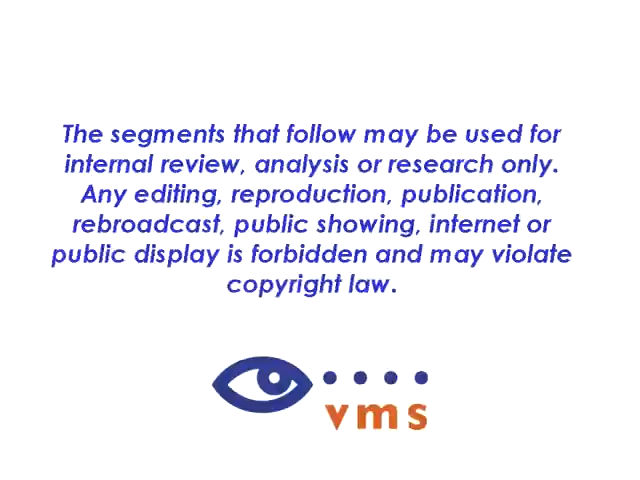 The segments that follow may be used for
internal review, analysis or research only.
Any editing, reproduction, publication,
rebroadcast, public showing, internet or
public display is forbidden and may violate
copyright law.
vms